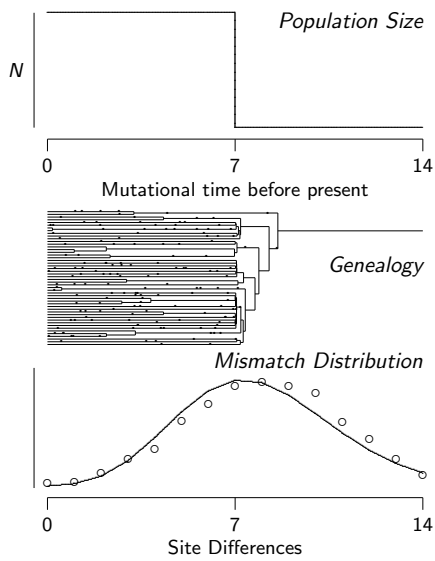 Population Size
N
0 7 14
Mutational time before present
Genealogy
Mismatch Distribution
0 7 14
Site Differences